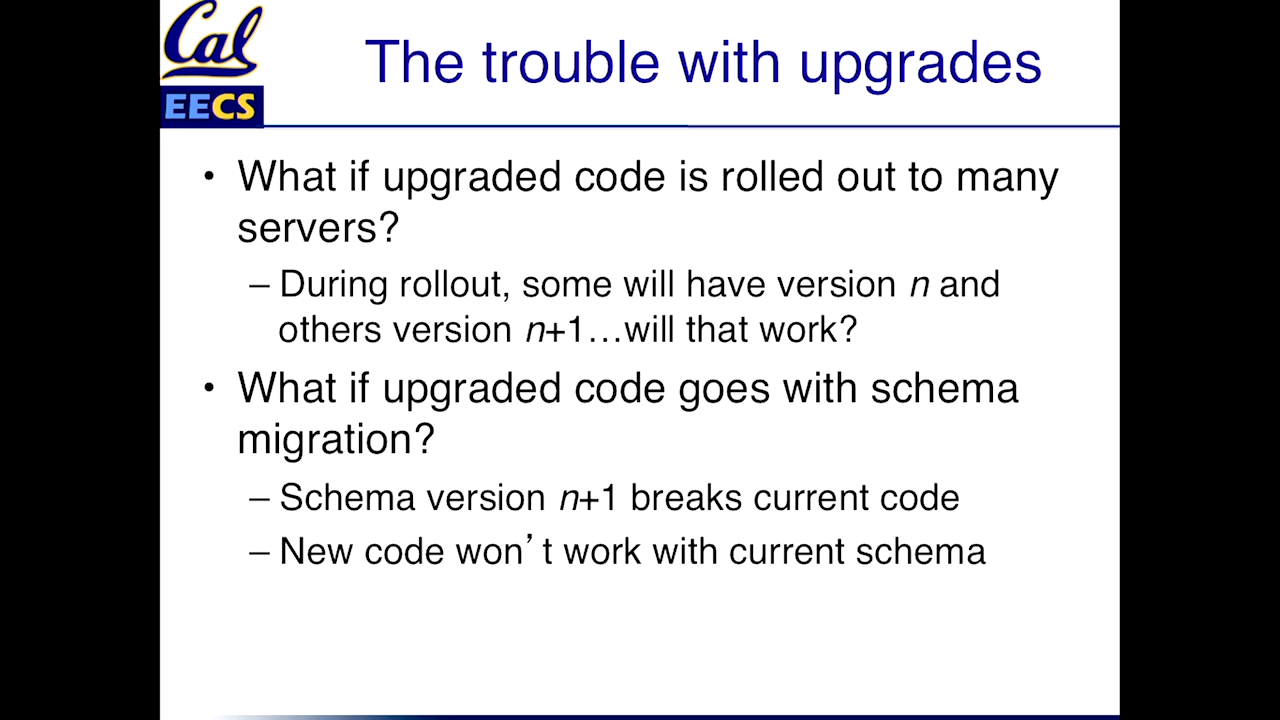 Cal
EECS
The trouble with upgrades
• What if upgraded code is rolled out to many
servers?
– During rollout, some will have version n and
others version n+1…will that work?
• What if upgraded code goes with schema
migration?
– Schema version n+1 breaks current code
– New code won’t work with current schema